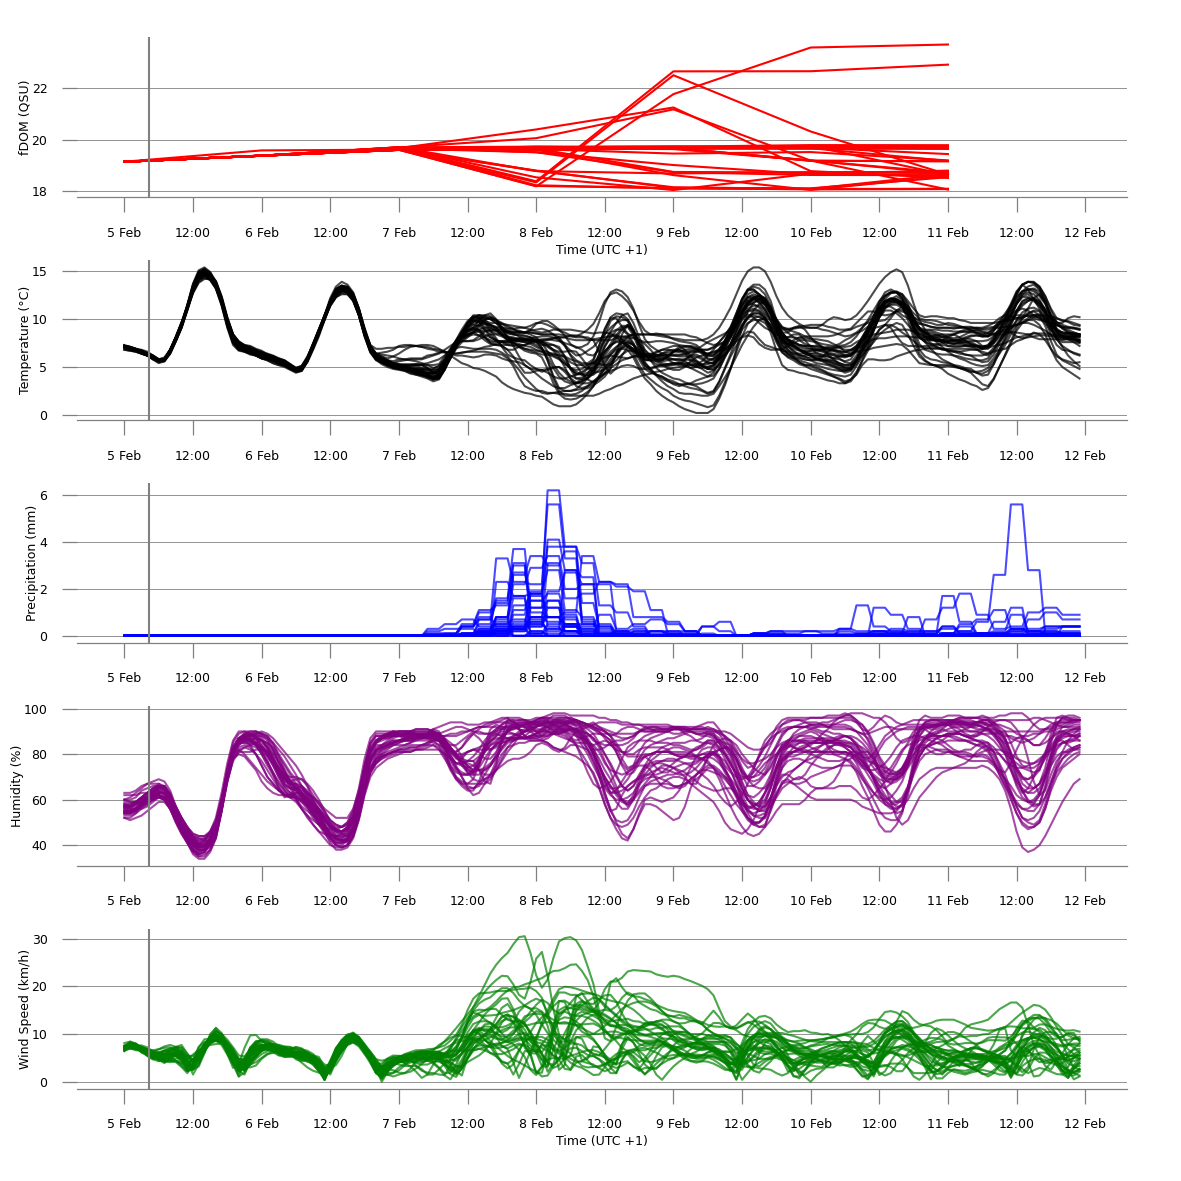 fDOM (QSU)
22
20
18
5 Feb 12:00 6 Feb 12:00 7 Feb 12:00 8 Feb 12:00 9 Feb 12:00 10 Feb 12:00 11 Feb 12:00 12 Feb
Time (UTC +1)
Temperature (°C)
15
10
5
0
5 Feb 12:00 6 Feb 12:00 7 Feb 12:00 8 Feb 12:00 9 Feb 12:00 10 Feb 12:00 11 Feb 12:00 12 Feb
Precipitation (mm)
6
4
2
0
5 Feb 12:00 6 Feb 12:00 7 Feb 12:00 8 Feb 12:00 9 Feb 12:00 10 Feb 12:00 11 Feb 12:00 12 Feb
Humidity (%)
100
80
60
40
5 Feb 12:00 6 Feb 12:00 7 Feb 12:00 8 Feb 12:00 9 Feb 12:00 10 Feb 12:00 11 Feb 12:00 12 Feb
Wind Speed (km/h)
30
20
10
0
5 Feb 12:00 6 Feb 12:00 7 Feb 12:00 8 Feb 12:00 9 Feb 12:00 10 Feb 12:00 11 Feb 12:00 12 Feb
Time (UTC +1)